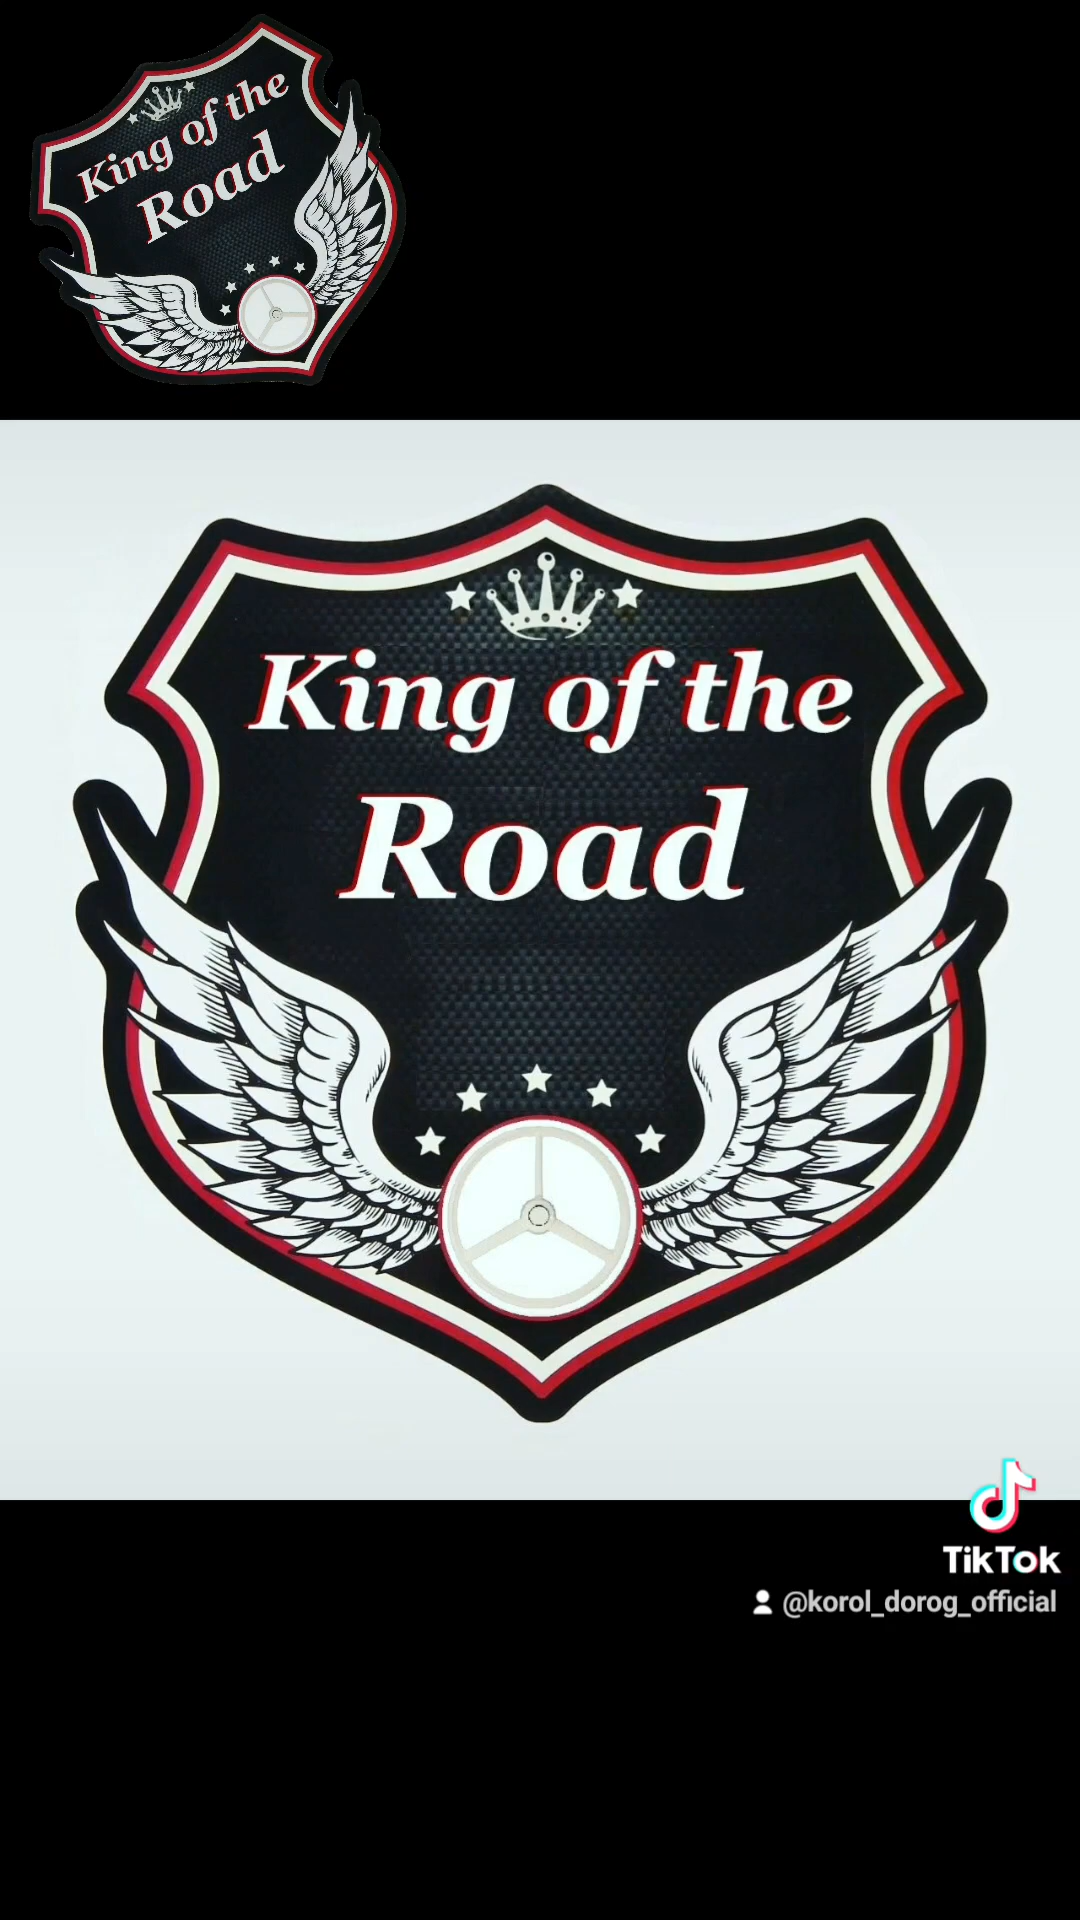 King of the
Road
King of the
Road
TikTok
@korol_dorog_official